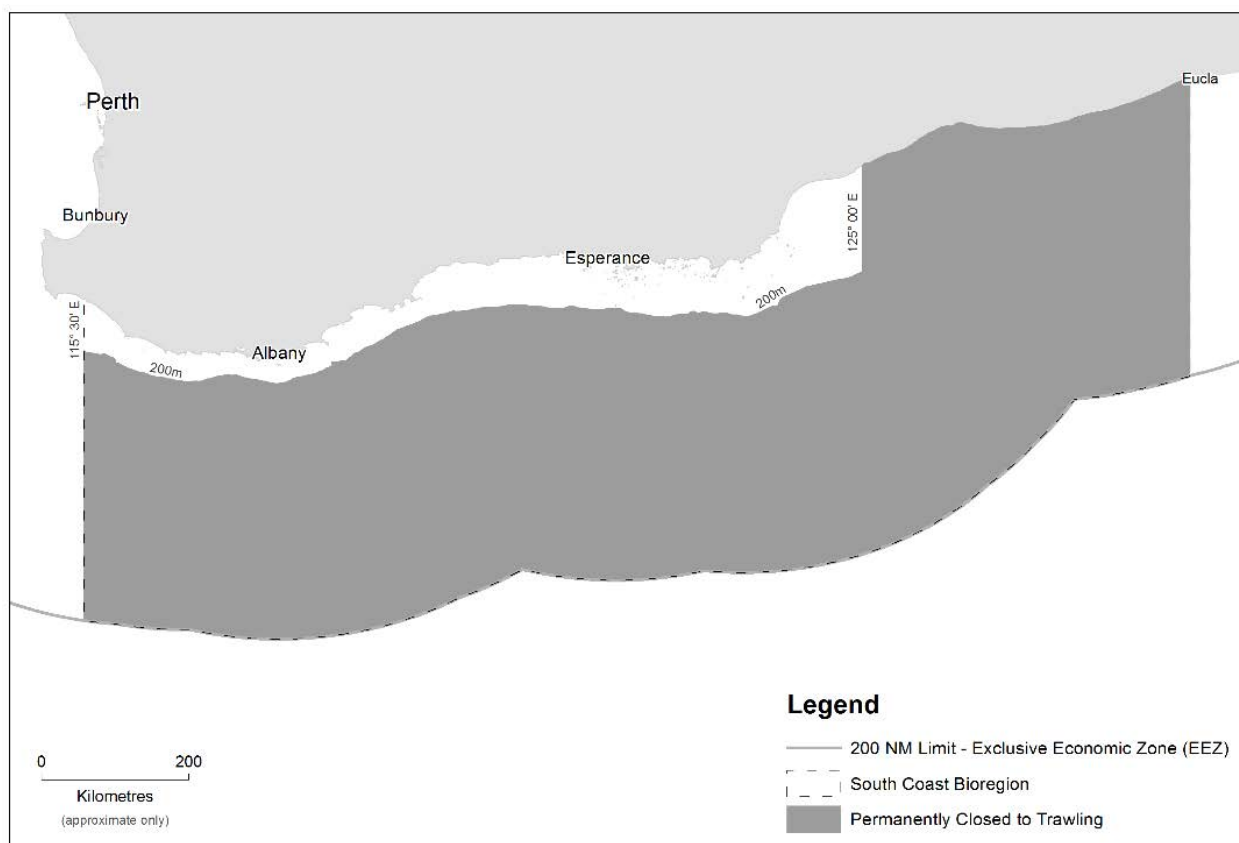 Eucla
Perth
Bunbury
125° 00' E
Esperance
200m
115° 30' E
Albany
200m
Legend
200 NM Limit - Exclusive Economic Zone (EEZ)
South Coast Bioregion
Permanently Closed to Trawling
0 200
Kilometres
(approximate only)